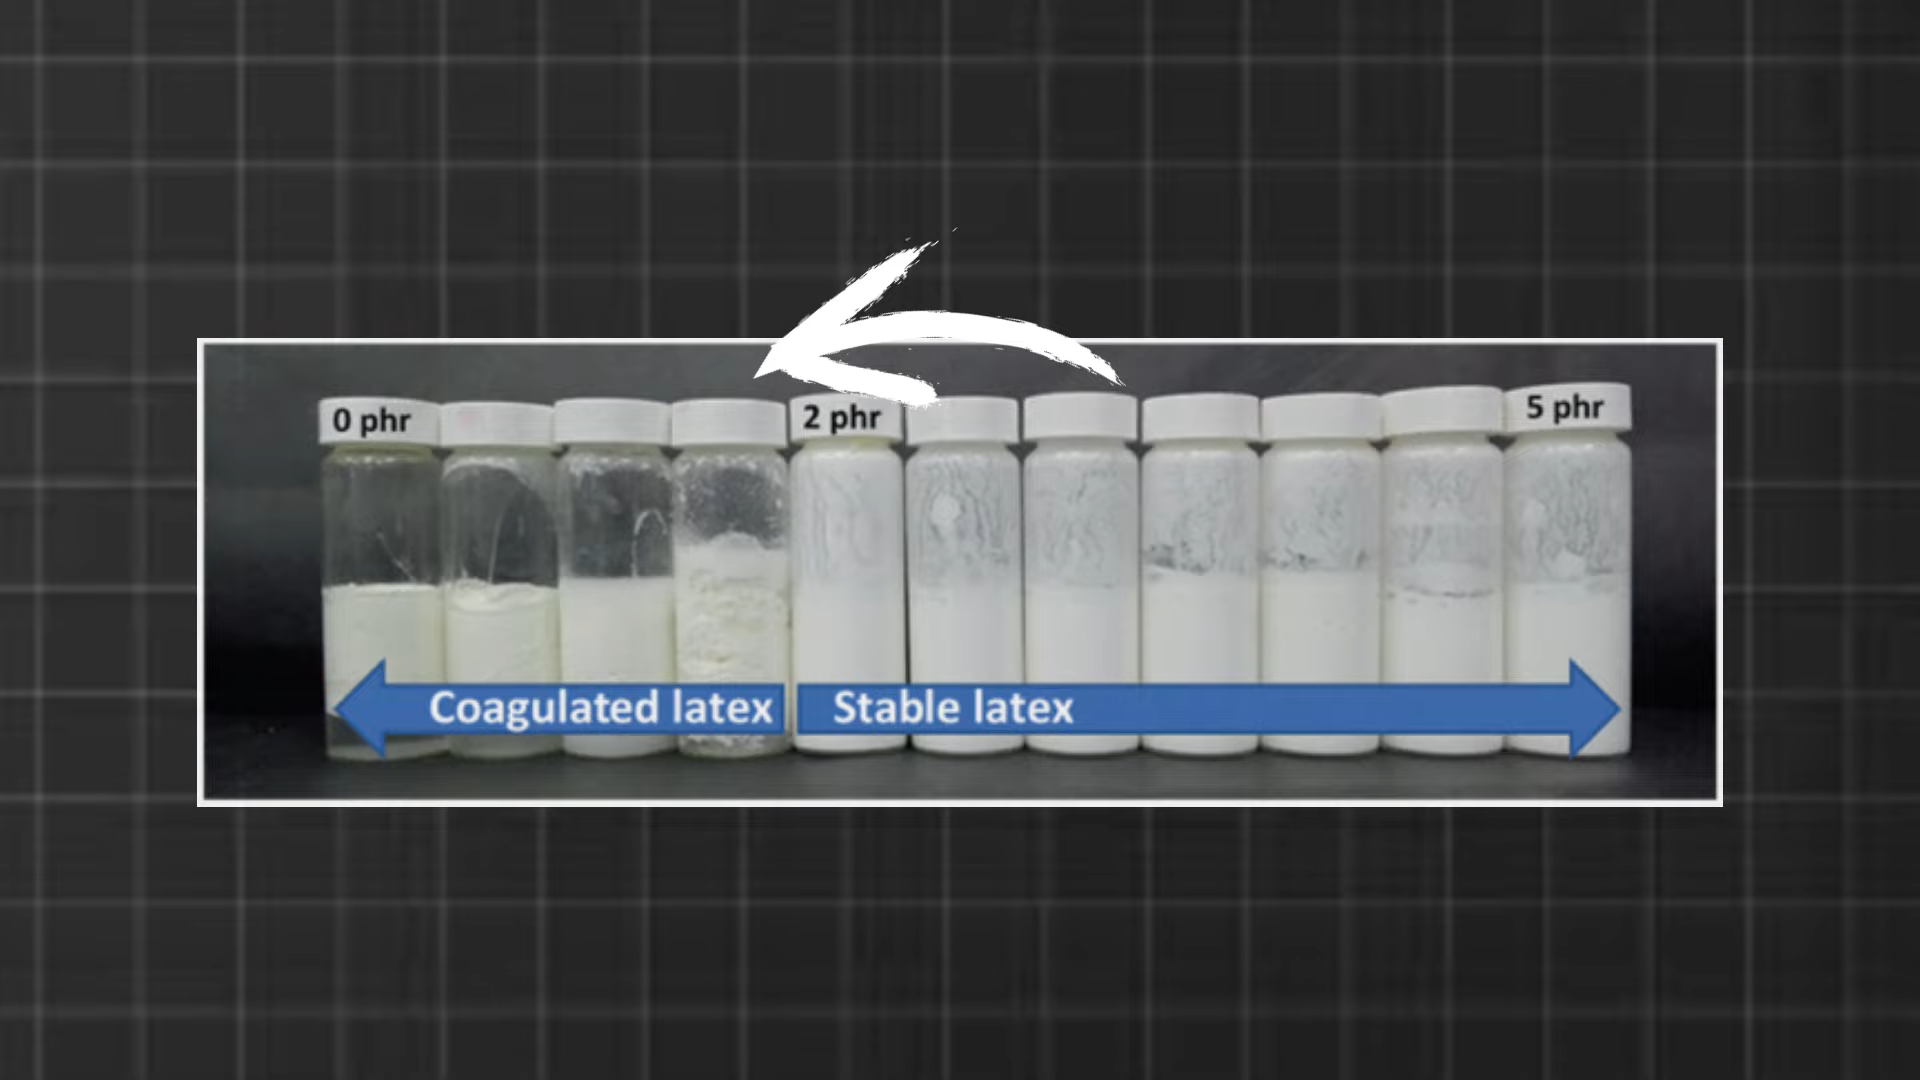 0 phr
2 phr
5 phr
Coagulated latex
Stable latex